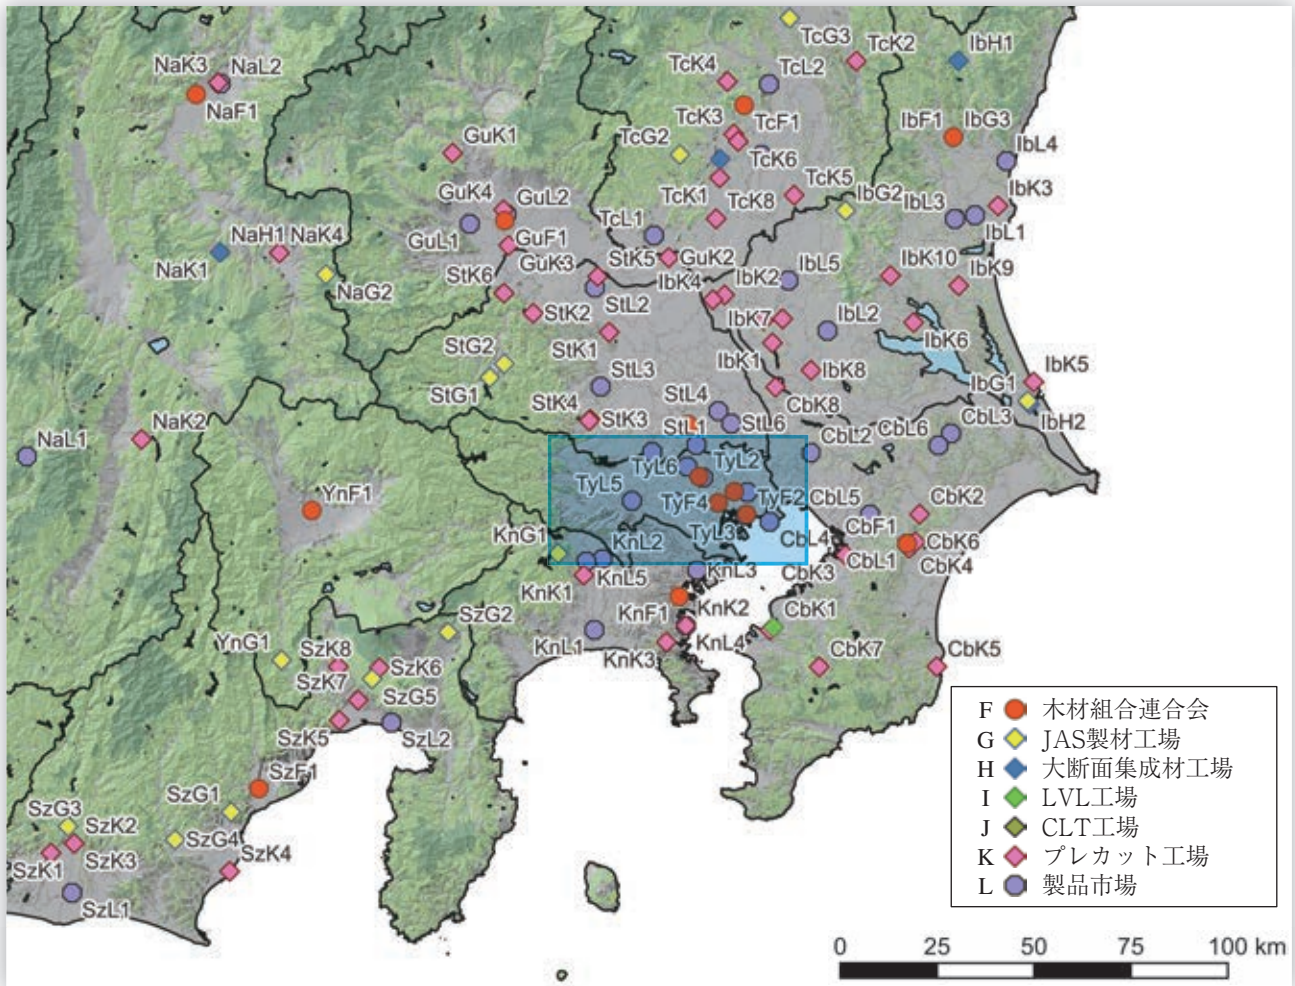 TcG3
TcK2
IbH1
NaK3
NaL2
TcK4
TcL2
NaF1
TcK3
TcF1
IbF1
IbG3
GuK1
TcG2
IbL4
TcK6
GuK4
GuL2
TcK1
TcK8
TcK5
IbG2
IbL3
IbK3
GuL1
TcL1
IbL1
GuF1
NaH1
NaK4
GuK3
StK5
GuK2
NaK1
StK6
IbK4
IbK2
IbL5
IbK10
IbK9
NaG2
StL2
StK2
IbK7
IbL2
StK1
IbK6
StG2
IbK1
StL3
IbK8
IbK5
StG1
IbG1
StK4
StL4
CbK8
StK3
StL1
StL6
CbL2
CbL6
CbL3
IbH2
NaK2
NaL1
TyL6
TyL2
TyL5
YnF1
TyF4
TyF2
CbL5
CbK2
TyL3
CbF1
KnG1
KnL2
CbL4
CbK6
CbL1
CbK4
KnL5
KnL3
CbK3
KnK1
KnF1
KnK2
CbK1
SzG2
YnG1
SzK8
KnL1
KnK3
KnL4
SzK6
CbK7
CbK5
SzK7
SzG5
SzK5
SzL2
SzF1
SzG1
SzG3
SzK2
SzG4
SzK3
SzK4
SzK1
SzL1
F 木材組合連合会
G JAS製材工場
H 大断面集成材工場
I LVL工場
J CLT工場
K プレカット工場
L 製品市場
0 25 50 75 100 km